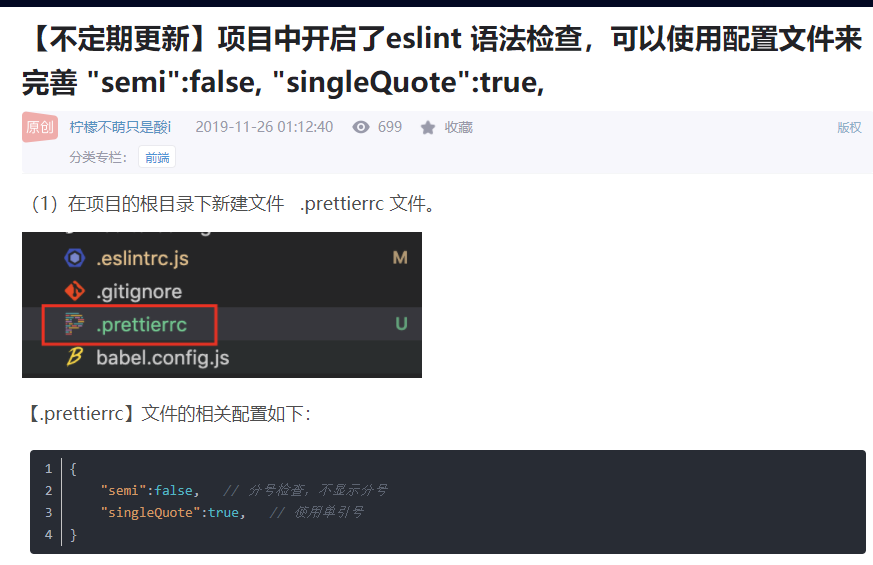 【不定期更新】项目中开启了eslint 语法检查，可以使用配置文件来
完善 "semi":false, "singleQuote":true,
原创 柠檬不萌只是酸i 2019-11-26 01:12:40 699 收藏 版权
分类专栏： 前端
（1）在项目的根目录下新建文件 .prettierrc 文件。
.eslintrc.js M
.gitignore
.prettierrc U
babel.config.js
【.prettierrc】文件的相关配置如下：
1 {
2 "semi":false, // 分号检查，不显示分号
3 "singleQuote":true, // 使用单引号
4 }